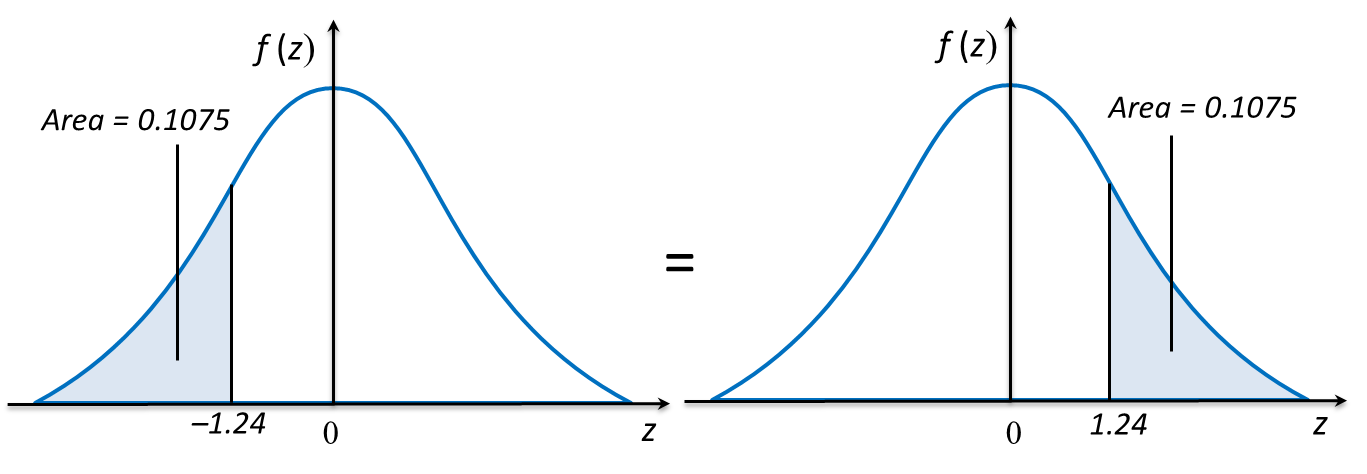 f (z)
Area = 0.1075
−1.24
0
z
=
f (z)
Area = 0.1075
0
1.24
z